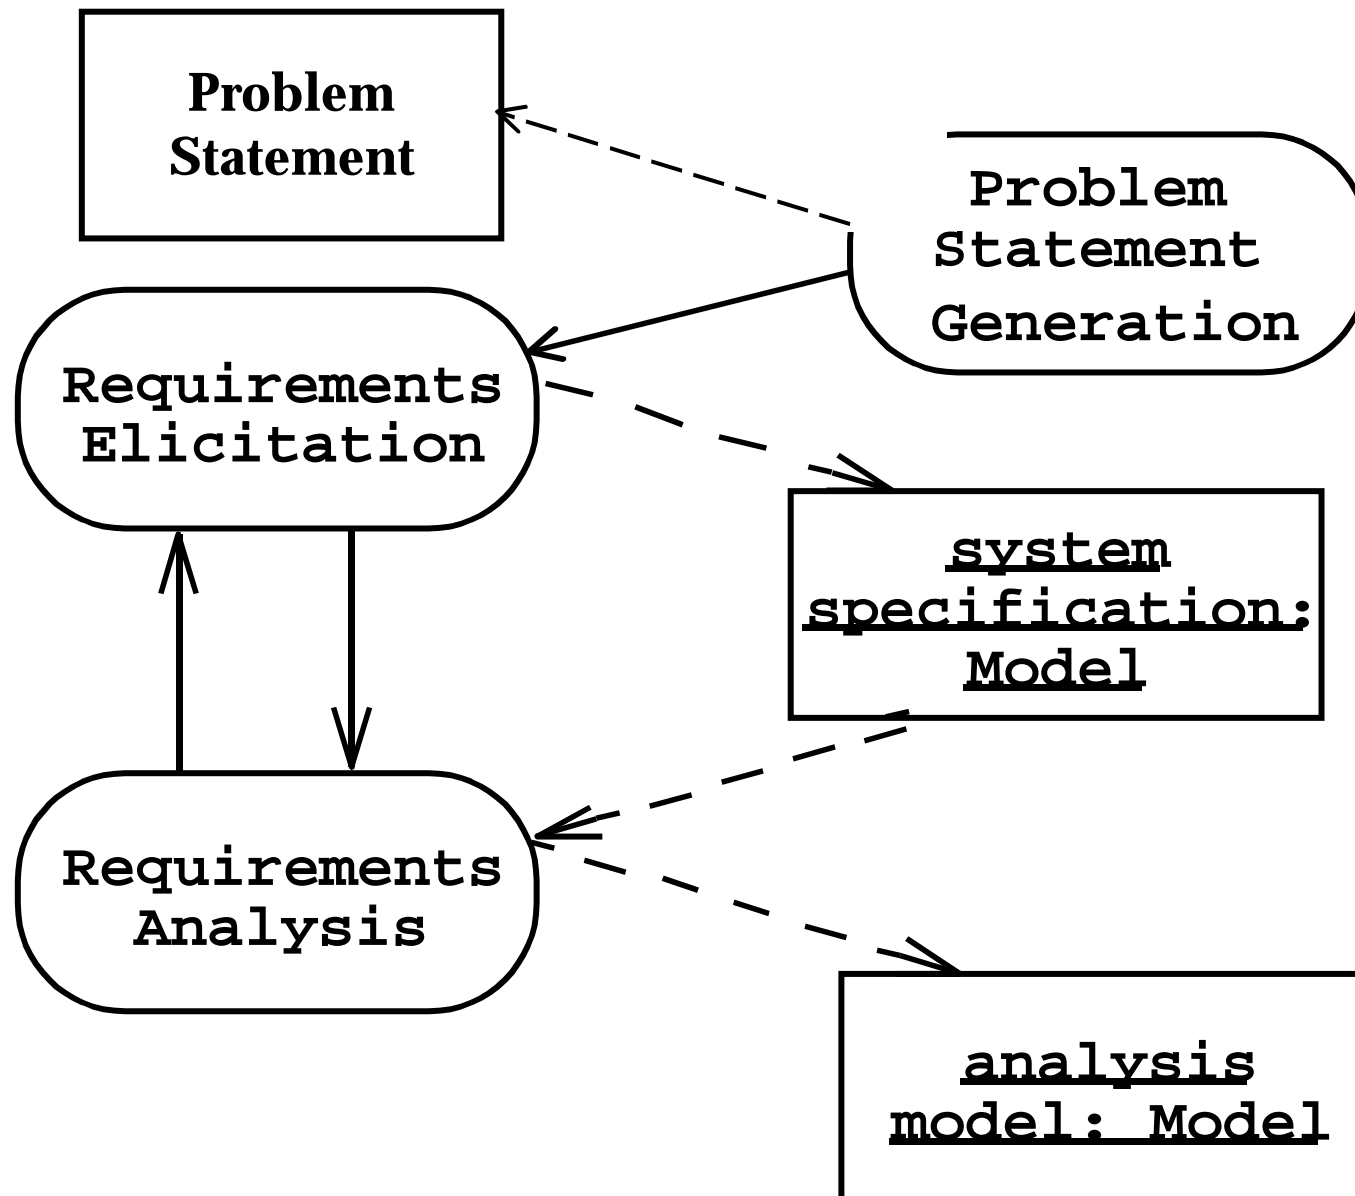 Problem
Statement
Problem
Statement
Generation
Requirements
Elicitation
system
specification:
Model
Requirements
Analysis
analysis
model: Model